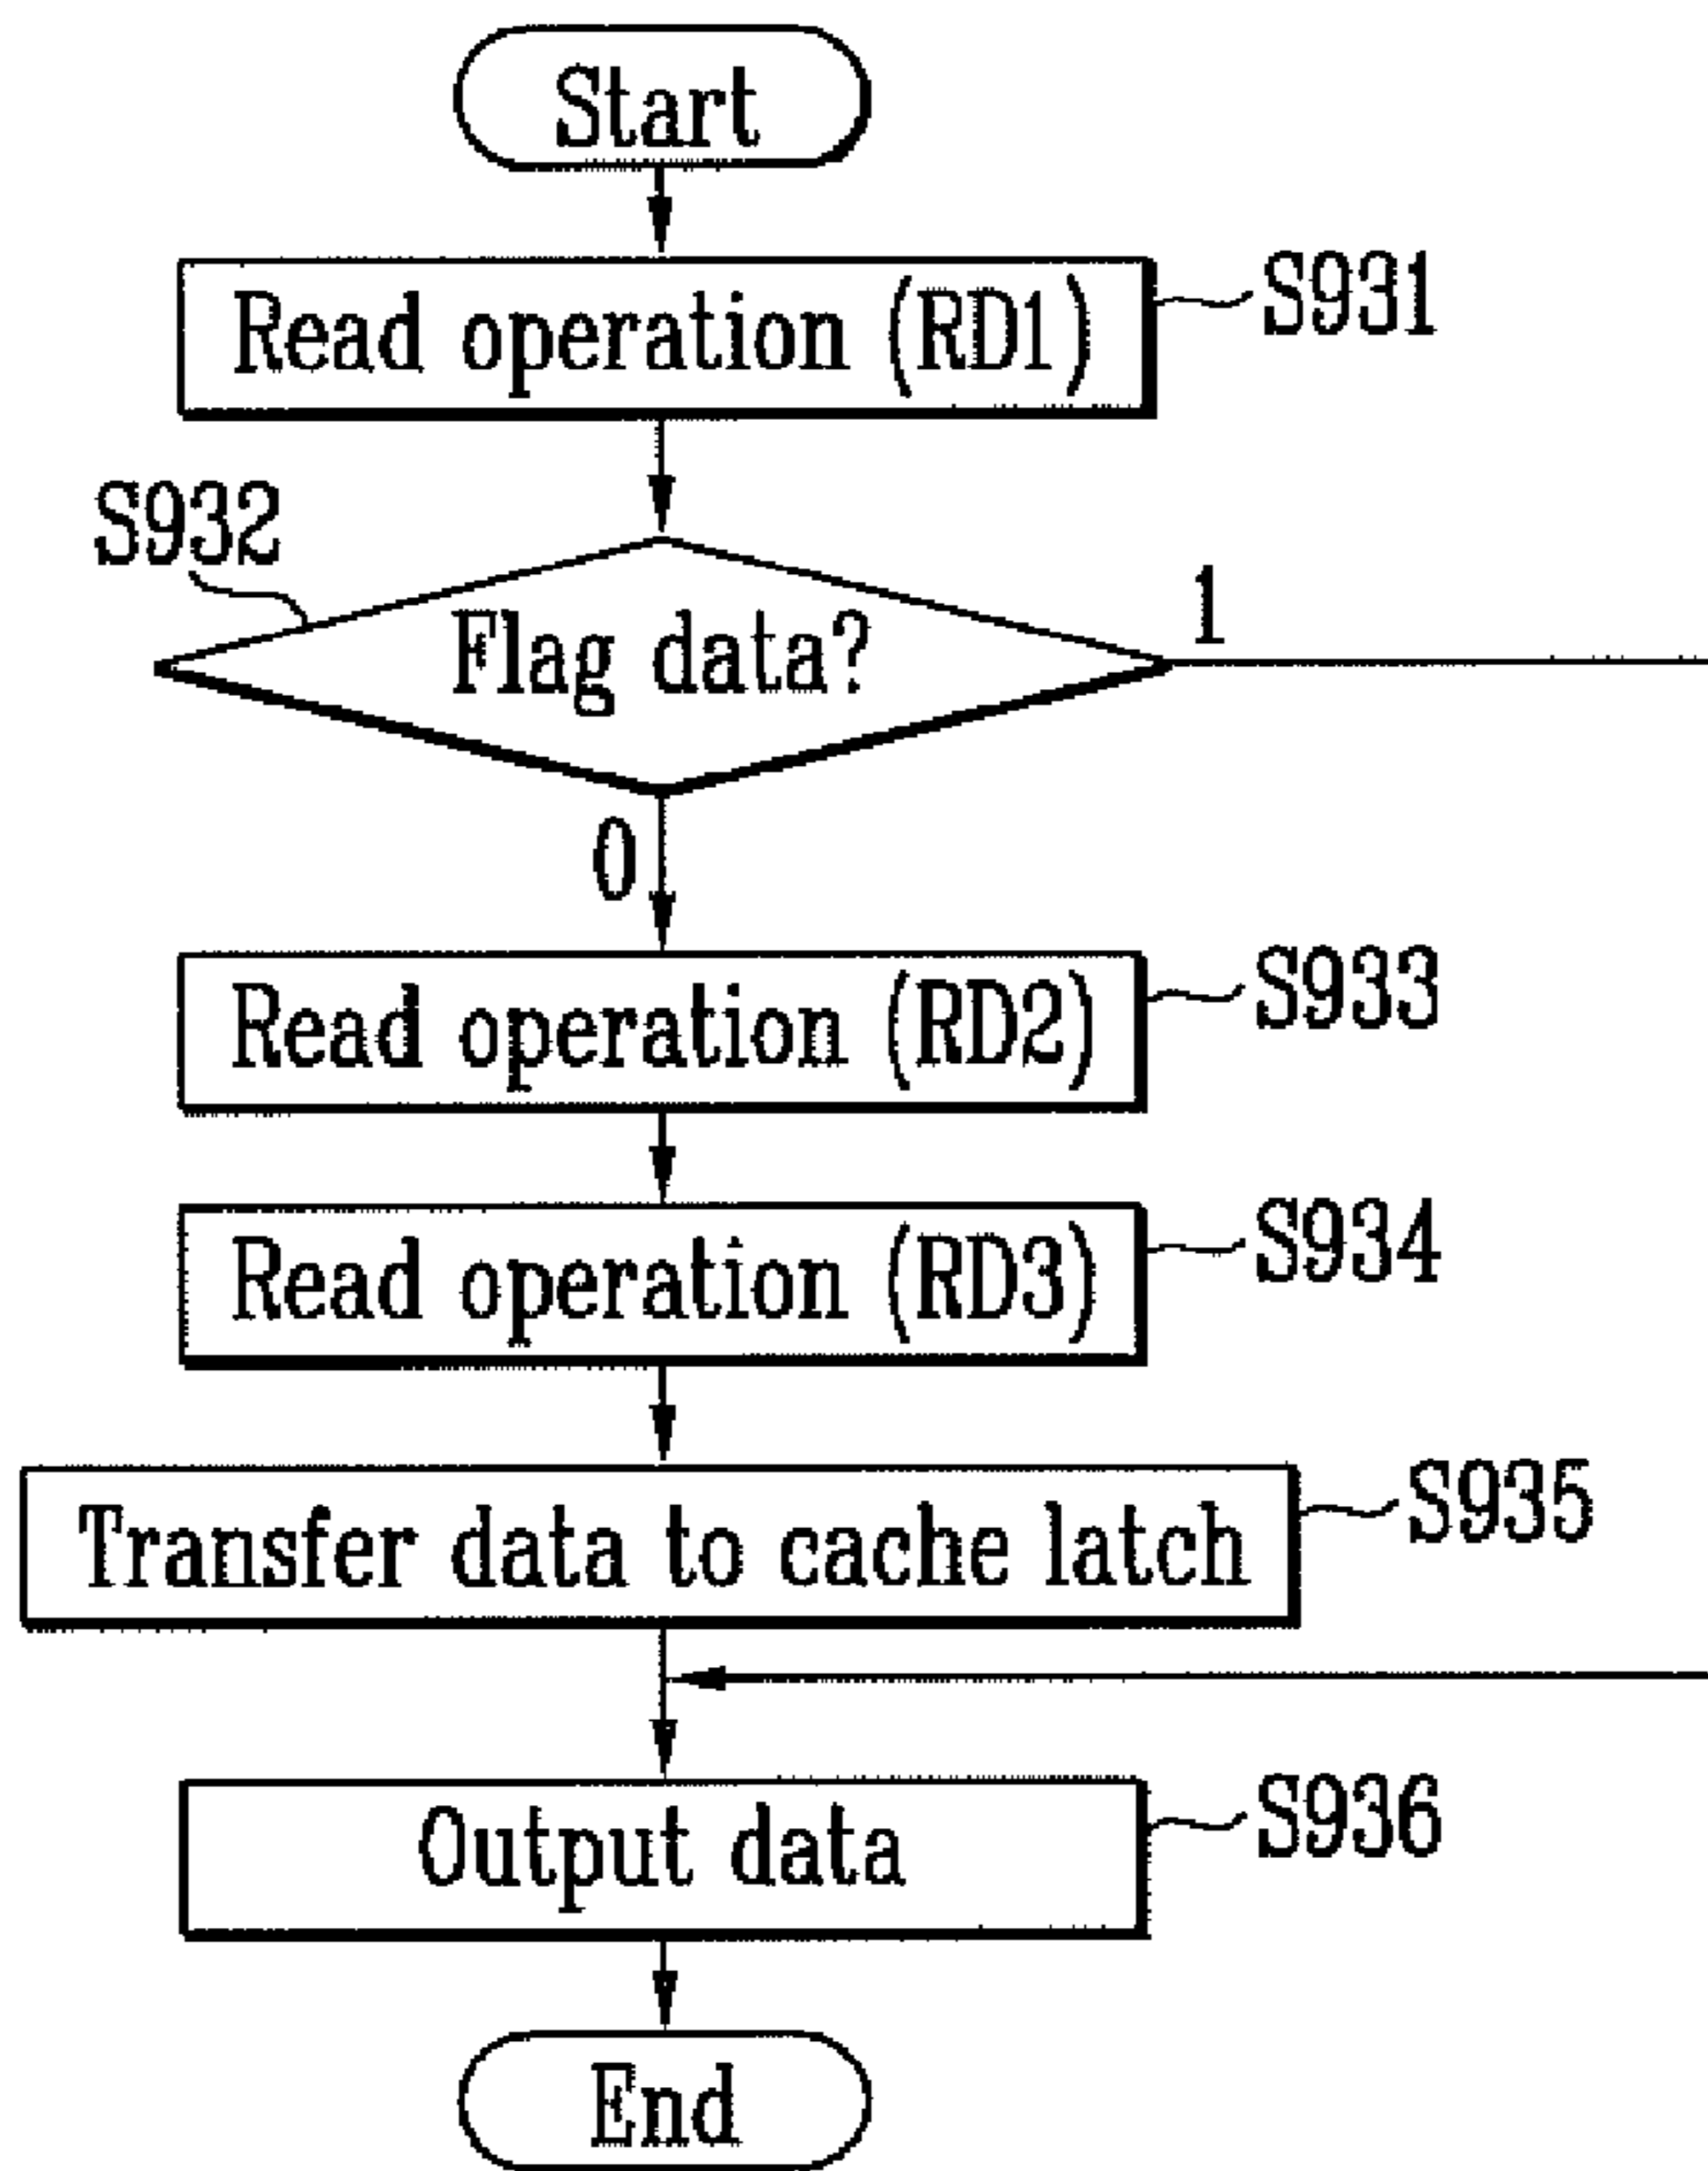 Start
Read operation (RD1)
S931
S932
Flag data?
1
0
Read operation (RD2)
S933
Read operation (RD3)
S934
Transfer data to cache latch
S935
Output data
S936
End